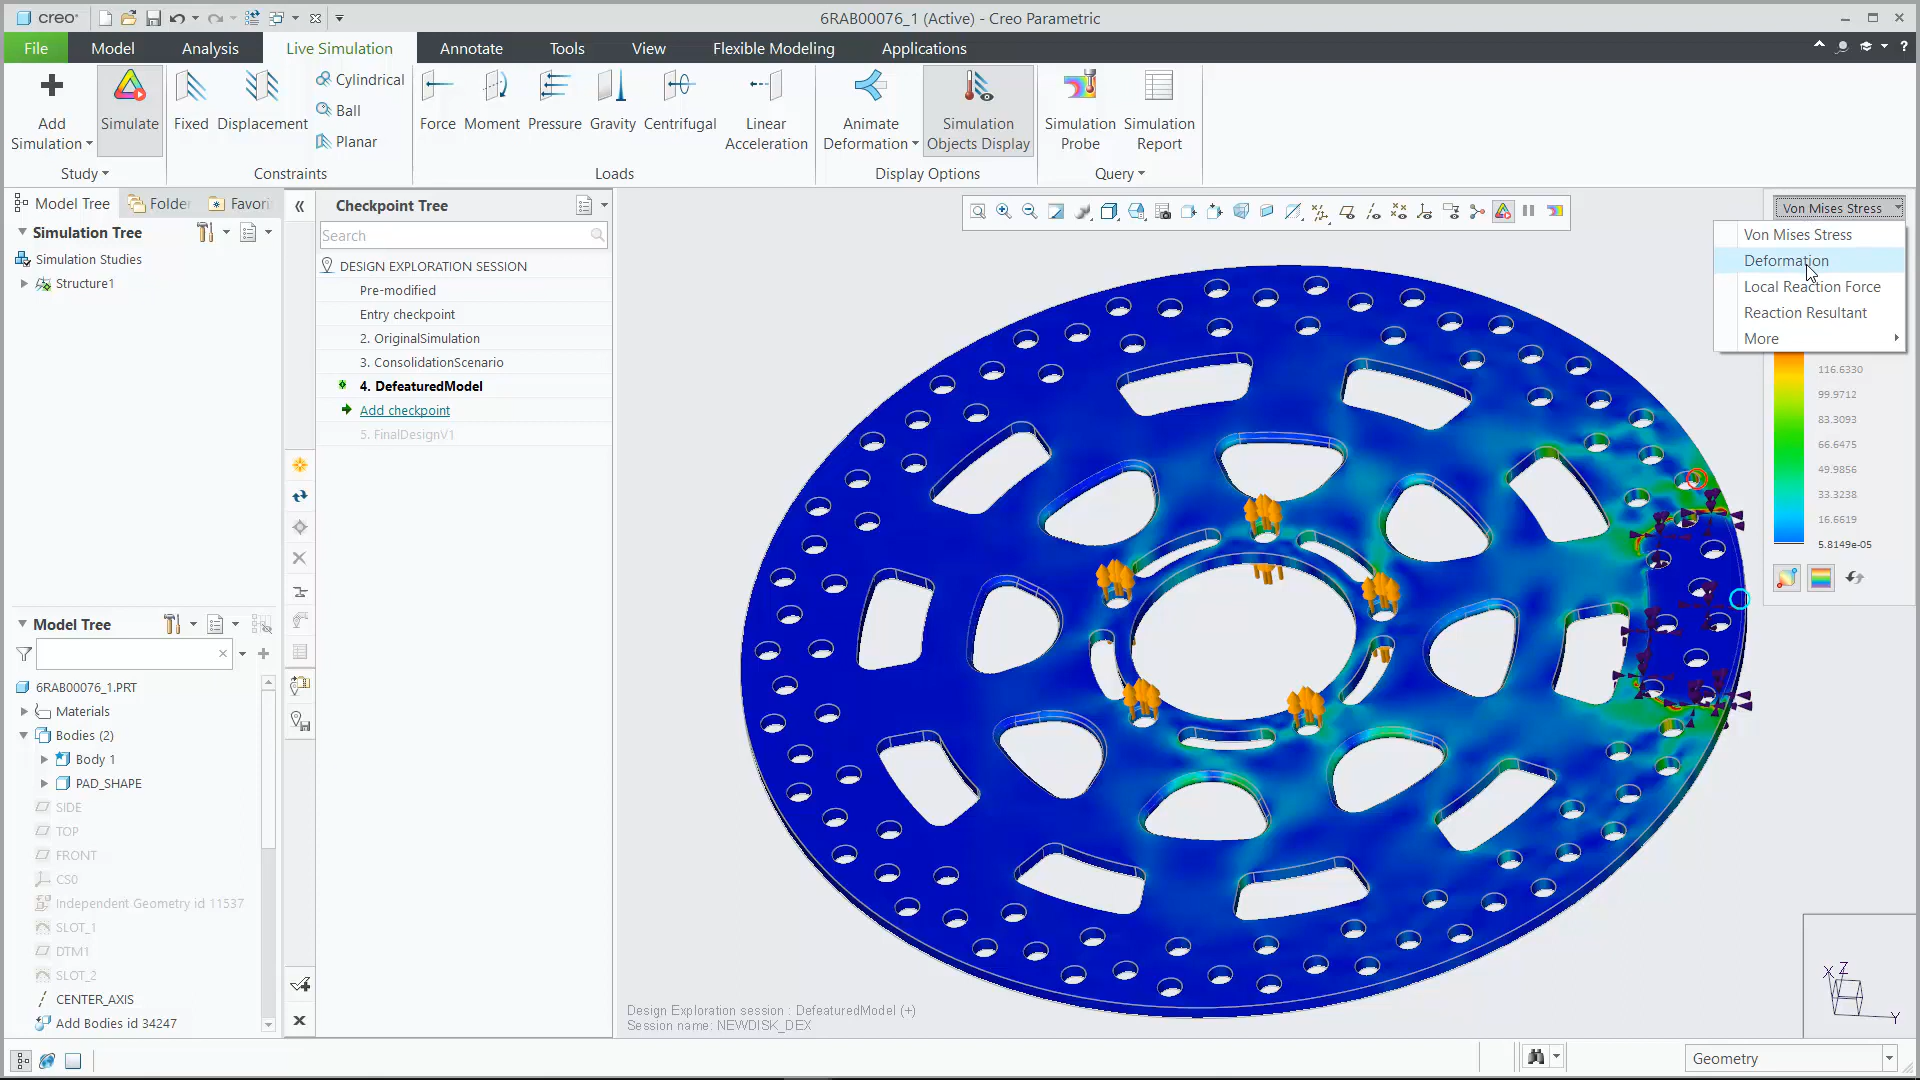 creo
6RAB00076_1 (Active) - Creo Parametric
File
Model
Analysis
Live Simulation
Annotate
Tools
View
Flexible Modeling
Applications
Add Simulation
Simulate
Fixed
Displacement
Cylindrical
Ball
Planar
Force
Moment
Pressure
Gravity
Centrifugal
Linear Acceleration
Animate Deformation
Simulation Objects Display
Simulation Probe
Simulation Report
Study
Constraints
Loads
Display Options
Query
Model Tree
Folder
Favori
Simulation Tree
Simulation Studies
Structure1
Checkpoint Tree
Search
DESIGN EXPLORATION SESSION
Pre-modified
Entry checkpoint
2. OriginalSimulation
3. ConsolidationScenario
4. DefeaturedModel
Add checkpoint
5. FinalDesignV1
Von Mises Stress
Von Mises Stress
Deformation
Local Reaction Force
Reaction Resultant
More
116.6330
99.9712
83.3093
66.6475
49.9856
33.3238
16.6619
5.8149e-05
Model Tree
6RAB00076_1.PRT
Materials
Bodies (2)
Body 1
PAD_SHAPE
SIDE
TOP
FRONT
CS0
Independent Geometry id 11537
SLOT_1
DTM1
SLOT_2
CENTER_AXIS
Add Bodies id 34247
Design Exploration session : DefeaturedModel (+)
Session name: NEWDISK_DEX
X
Z
Y
Geometry